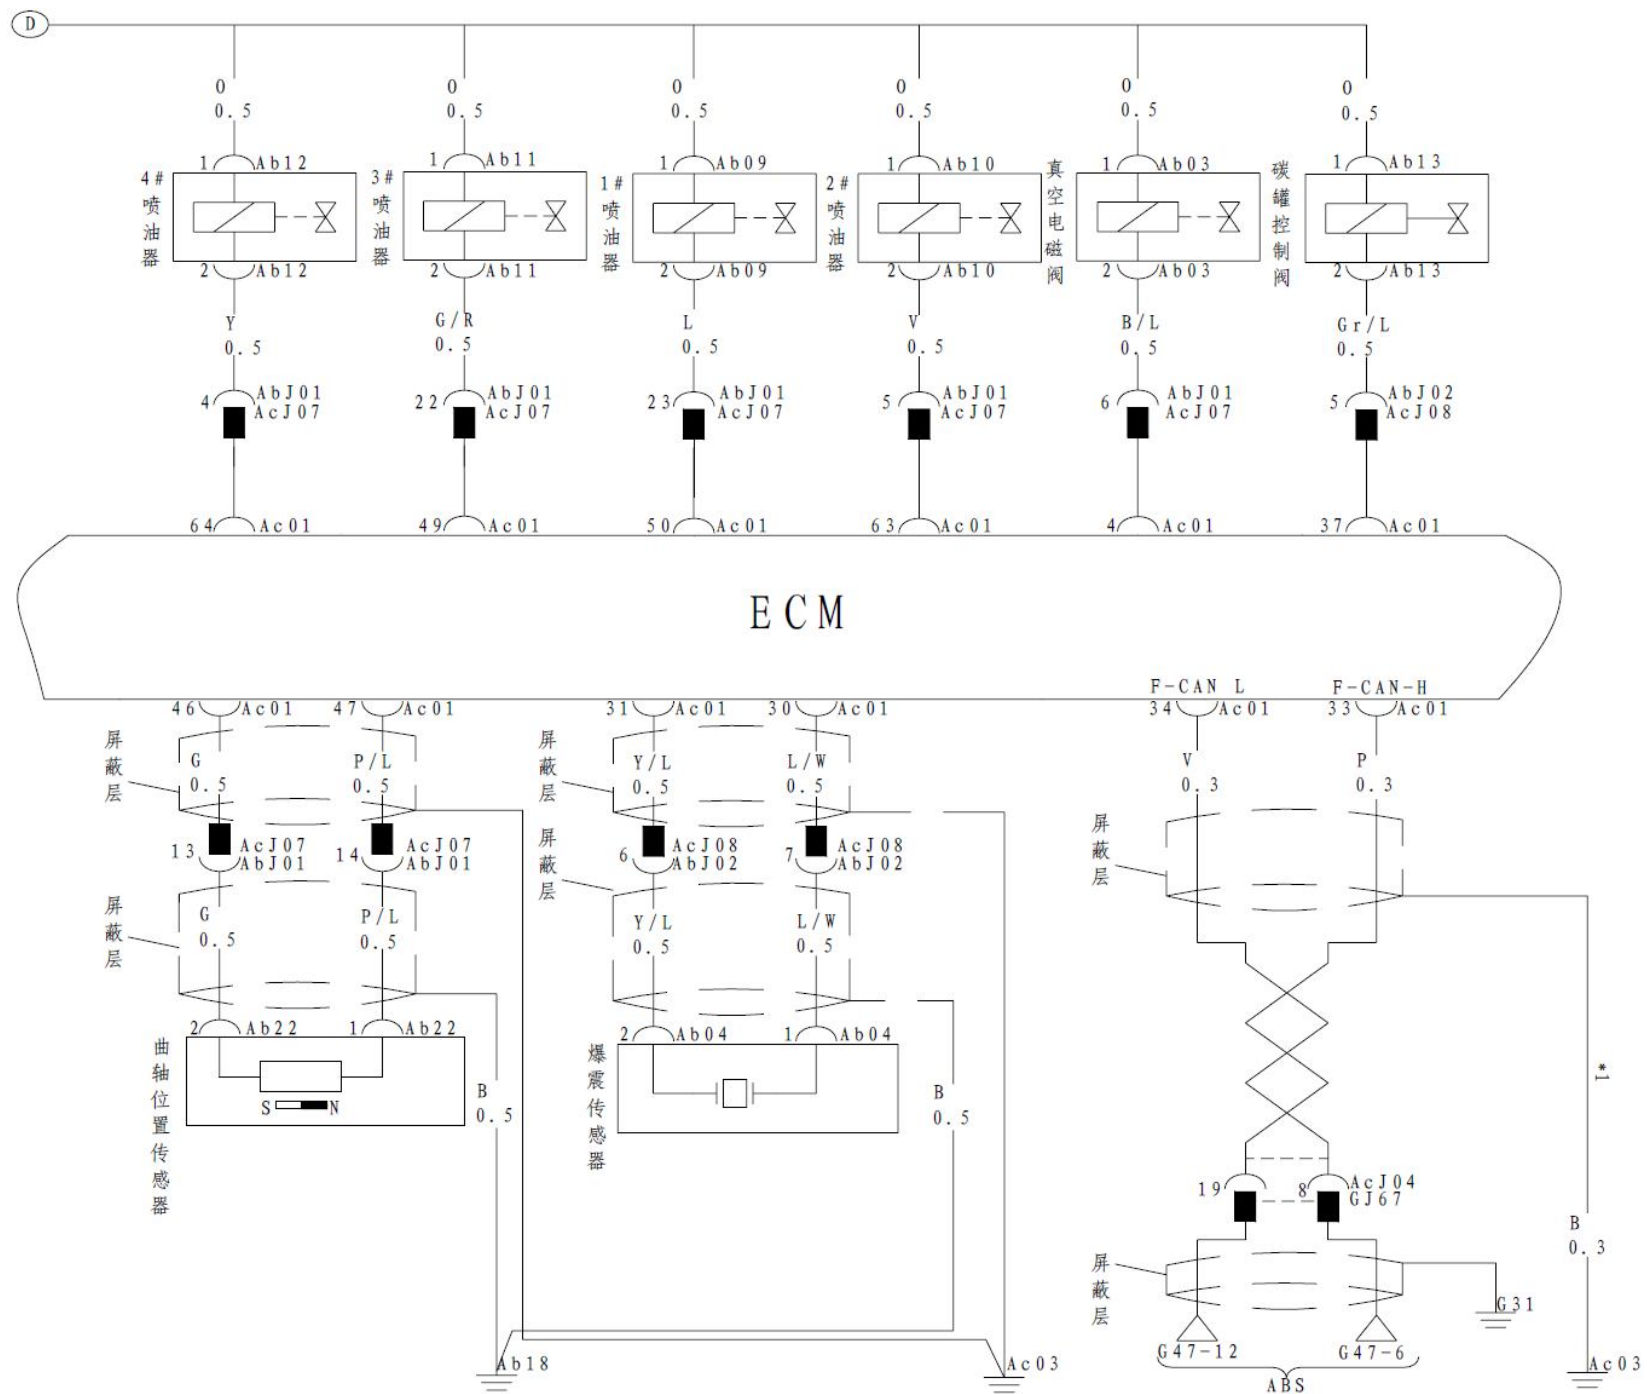 D
O O O O O O
0.5 0.5 0.5 0.5 0.5 0.5
1 Ab12 1 Ab11 1 Ab09 1 Ab10 1 Ab03 1 Ab13
4#喷油器 3#喷油器 1#喷油器 2#喷油器 真空电磁阀 碳罐控制阀
2 Ab12 2 Ab11 2 Ab09 2 Ab10 2 Ab03 2 Ab13
Y G/R L V B/L Gr/L
0.5 0.5 0.5 0.5 0.5 0.5
4 AbJ01 22 AbJ01 23 AbJ01 5 AbJ01 6 AbJ01 5 AbJ02
AcJ07 AcJ07 AcJ07 AcJ07 AcJ07 AcJ08
64 Ac01 49 Ac01 50 Ac01 63 Ac01 4 Ac01 37 Ac01
ECM
F-CAN L F-CAN-H
46 Ac01 47 Ac01 31 Ac01 30 Ac01 34 Ac01 33 Ac01
屏蔽层 屏蔽层
G P/L Y/L L/W V P
0.5 0.5 0.5 0.5 0.3 0.3
屏蔽层 屏蔽层
13 AcJ07 14 AcJ07 6 AcJ08 7 AcJ08
AbJ01 AbJ01 AbJ02 AbJ02
屏蔽层
G P/L Y/L L/W
0.5 0.5 0.5 0.5
2 Ab22 1 Ab22 2 Ab04 1 Ab04
曲轴位置传感器 爆震传感器
S N
B B
0.5 0.5
*1
19 8 AcJ04
GJ67
B
0.3
屏蔽层
G31
G47-12 G47-6
ABS
Ab18 Ac03 Ac03